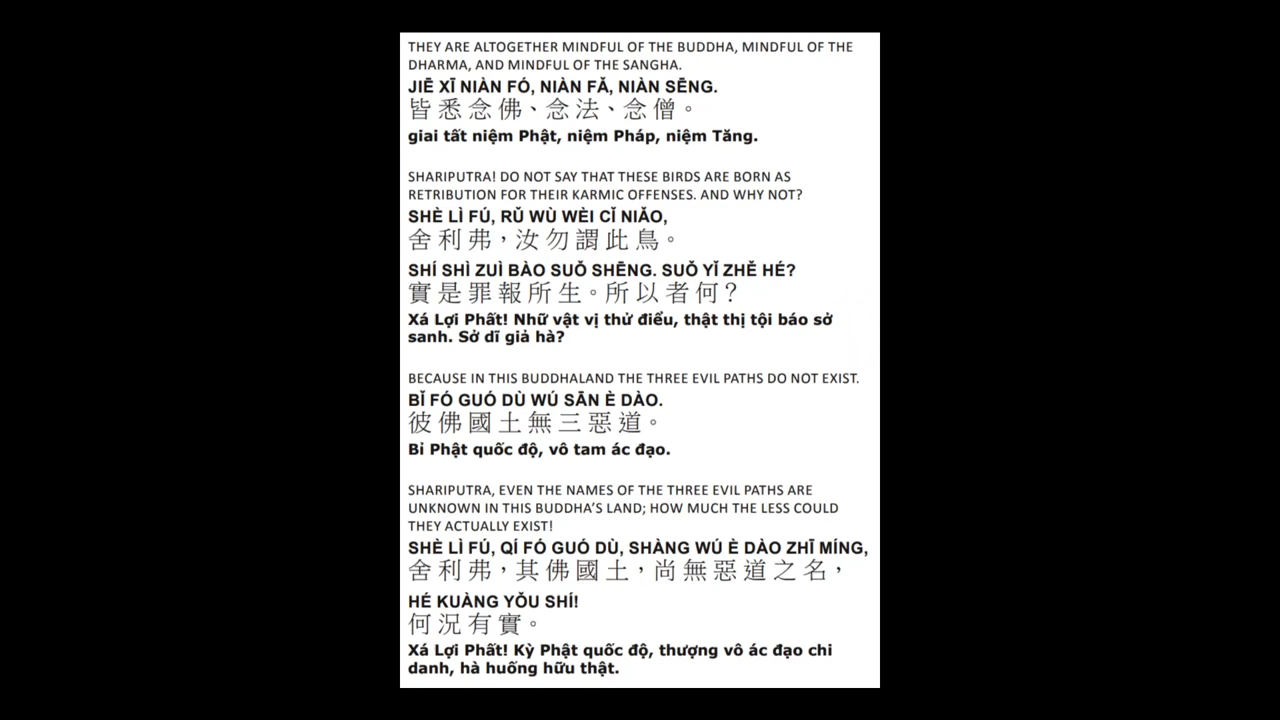 THEY ARE ALTOGETHER MINDFUL OF THE BUDDHA, MINDFUL OF THE
DHARMA, AND MINDFUL OF THE SANGHA.
JIĒ XĪ NIÀN FÓ, NIÀN FǍ, NIÀN SĒNG.
皆悉念佛、念法、念僧。
giai tất niệm Phật, niệm Pháp, niệm Tăng.
SHARIPUTRA! DO NOT SAY THAT THESE BIRDS ARE BORN AS
RETRIBUTION FOR THEIR KARMIC OFFENSES. AND WHY NOT?
SHÈ LÌ FÚ, RǓ WÙ WÈI CǏ NIǍO,
舍利弗，汝勿謂此鳥。
SHÍ SHÌ ZUÌ BÀO SUǑ SHĒNG. SUǑ YǏ ZHĚ HÉ?
實是罪報所生。所以者何？
Xá Lợi Phất! Nhữ vật vị thử điểu, thật thị tội báo sở
sanh. Sở dĩ giả hà?
BECAUSE IN THIS BUDDHALAND THE THREE EVIL PATHS DO NOT EXIST.
BǏ FÓ GUÓ DÙ WÚ SĀN È DÀO.
彼佛國土無三惡道。
Bỉ Phật quốc độ, vô tam ác đạo.
SHARIPUTRA, EVEN THE NAMES OF THE THREE EVIL PATHS ARE
UNKNOWN IN THIS BUDDHA'S LAND; HOW MUCH THE LESS COULD
THEY ACTUALLY EXIST!
SHÈ LÌ FÚ, QÍ FÓ GUÓ DÙ, SHÀNG WÚ È DÀO ZHĪ MÍNG,
舍利弗，其佛國土，尚無惡道之名，
HÉ KUÀNG YǑU SHÍ!
何況有實。
Xá Lợi Phất! Kỳ Phật quốc độ, thượng vô ác đạo chi
danh, hà huống hữu thật.